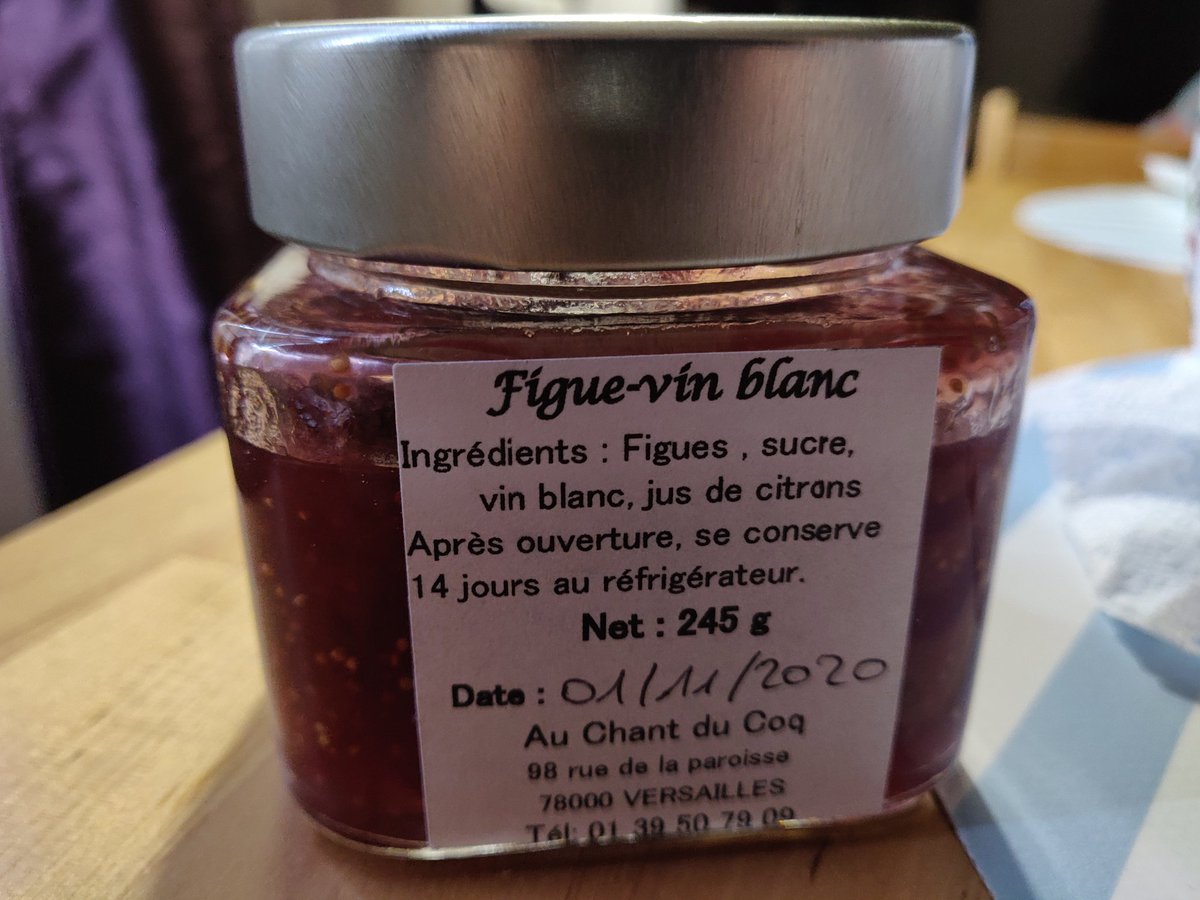 Figue-vin blanc
Ingrédients : Figues , sucre,
vin blanc, jus de citrons
Après ouverture, se conserve
14 jours au réfrigérateur.
Net : 245 g
Date : 01/11/2020
Au Chant du Coq
98 rue de la paroisse
78000 VERSAILLES
Tél: 01 39 50 79 09